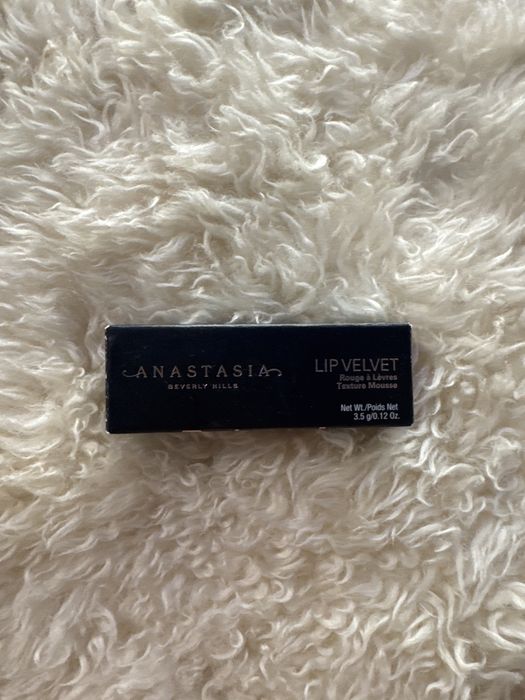 ANASTASIA
BEVERLY HILLS
LIP VELVET
Rouge à Lèvres
Texture Mousse
Net Wt./Poids Net
3.5 g/0.12 Oz.